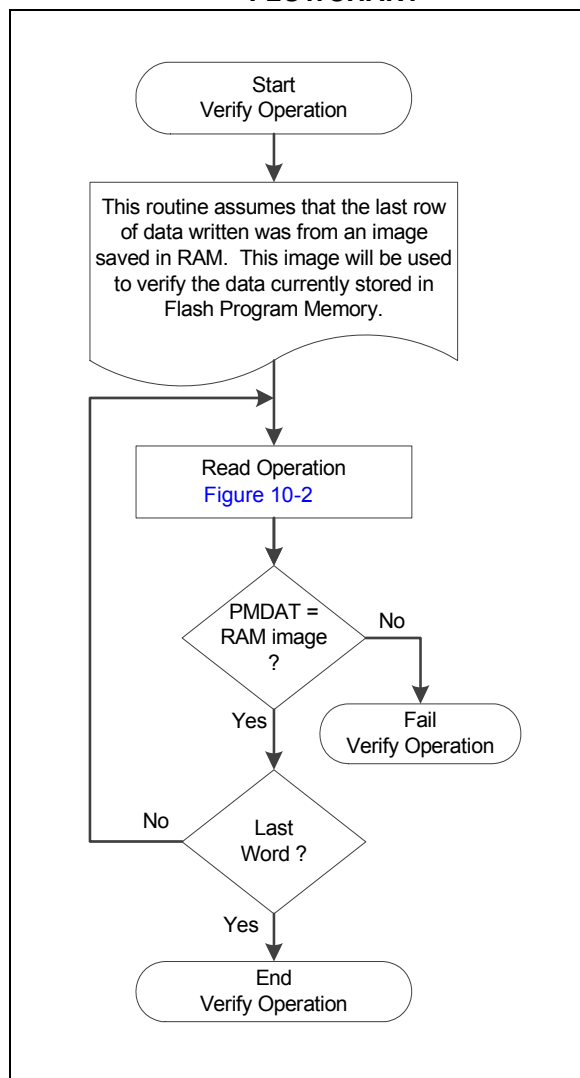 Start
Verify Operation
This routine assumes that the last row
of data written was from an image
saved in RAM. This image will be used
to verify the data currently stored in
Flash Program Memory.
Read Operation
Figure 10-2
PMDAT =
RAM image
?
No
Yes
Fail
Verify Operation
No
Last
Word ?
Yes
End
Verify Operation